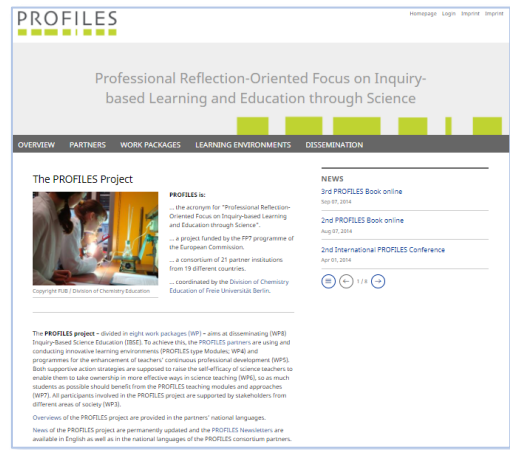 PROFILES
Homepage Login Imprint Imprint
Professional Reflection-Oriented Focus on Inquiry-
based Learning and Education through Science
OVERVIEW PARTNERS WORK PACKAGES LEARNING ENVIRONMENTS DISSEMINATION
The PROFILES Project
Copyright FUB / Division of Chemistry Education
PROFILES is:
... the acronym for "Professional Reflection-
Oriented Focus on Inquiry-based Learning
and Education through Science".
... a project funded by the FP7 programme of
the European Commission.
... a consortium of 21 partner institutions
from 19 different countries.
... coordinated by the Division of Chemistry
Education of Freie Universität Berlin.
NEWS
3rd PROFILES Book online
Sep 07, 2014
2nd PROFILES Book online
Aug 07, 2014
2nd International PROFILES Conference
Apr 01, 2014
1 / 8
The PROFILES project – divided in eight work packages (WP) – aims at disseminating (WP8)
Inquiry-Based Science Education (IBSE). To achieve this, the PROFILES partners are using and
conducting innovative learning environments (PROFILES type Modules; WP4) and
programmes for the enhancement of teachers' continuous professional development (WP5).
Both supportive action strategies are supposed to raise the self-efficacy of science teachers to
enable them to take ownership in more effective ways in science teaching (WP6), so as much
students as possible should benefit from the PROFILES teaching modules and approaches
(WP7). All participants involved in the PROFILES project are supported by stakeholders from
different areas of society (WP3).
Overviews of the PROFILES project are provided in the partners' national languages.
News of the PROFILES project are permanently updated and the PROFILES Newsletters are
available in English as well as in the national languages of the PROFILES consortium partners.